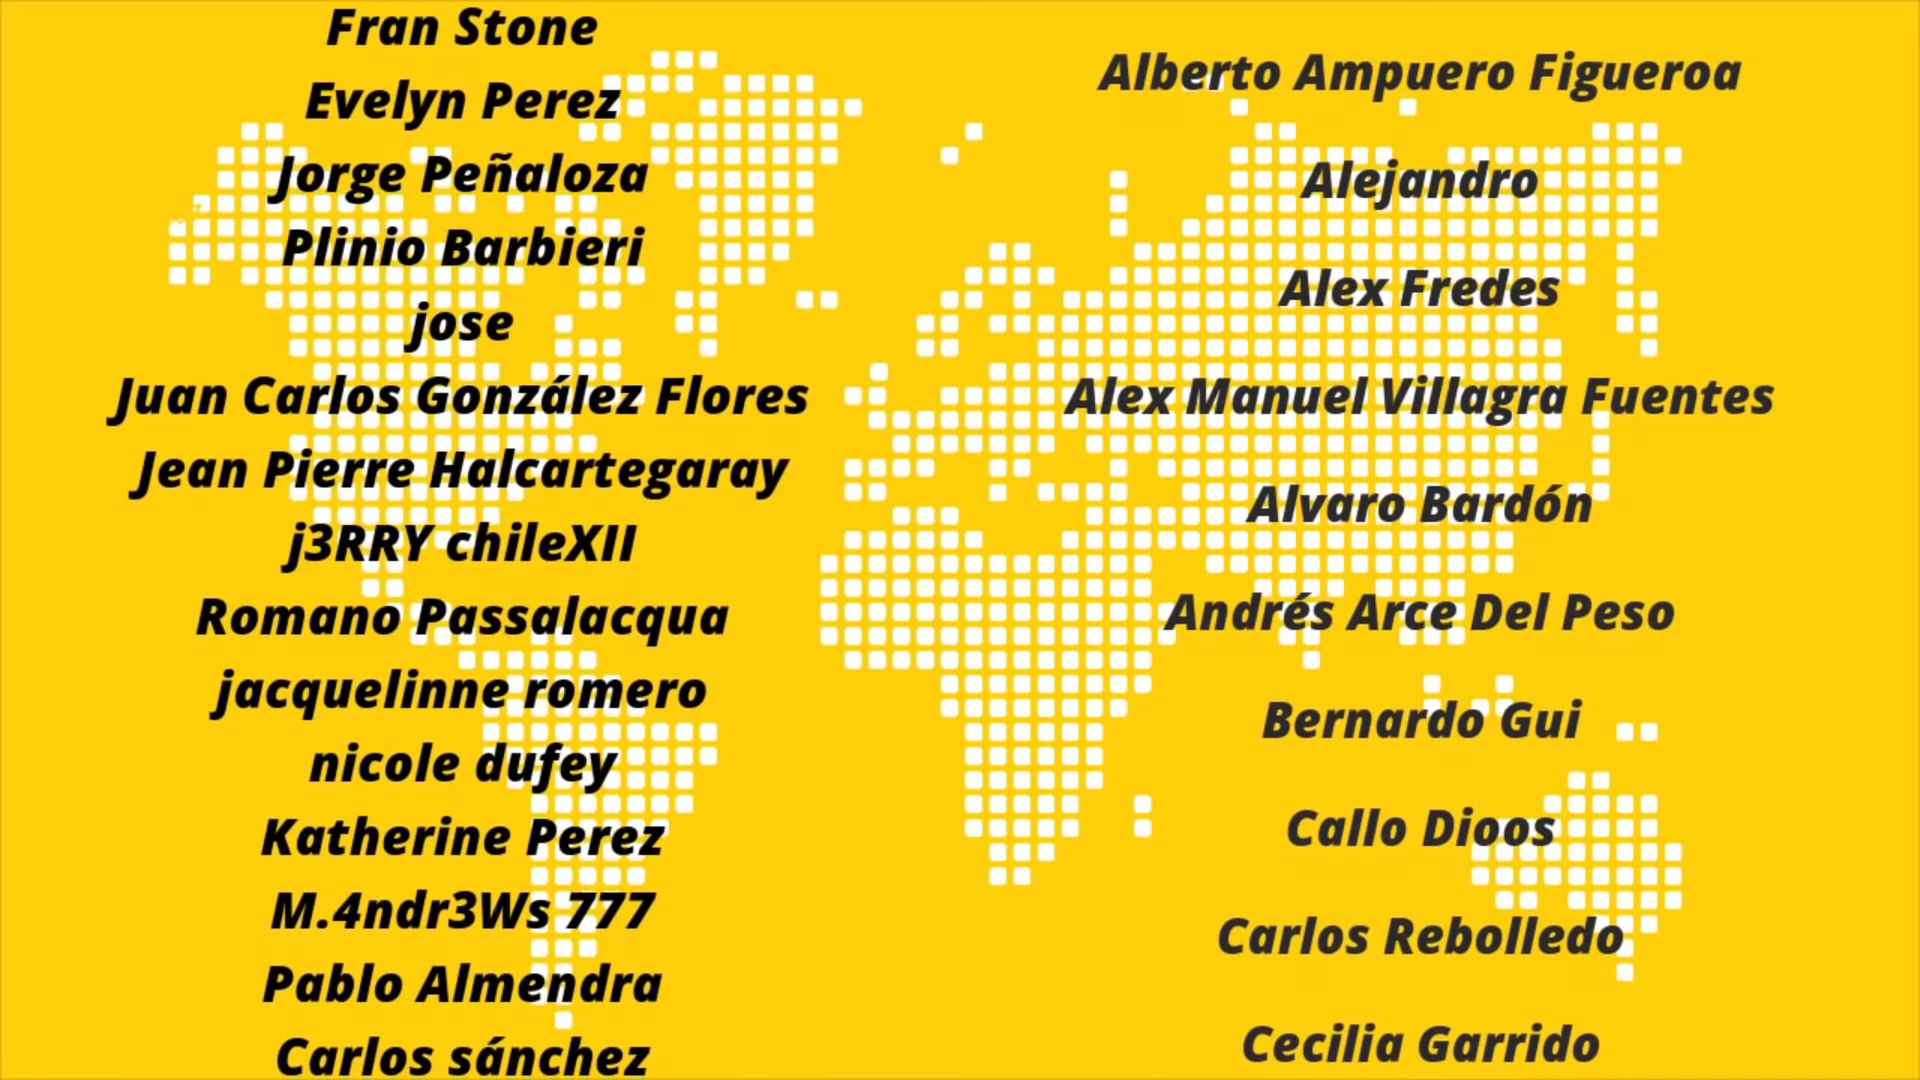 Fran Stone
Evelyn Perez
Jorge Peñaloza
Plinio Barbieri
jose
Juan Carlos González Flores
Jean Pierre Halcartegaray
j3RRY chileXII
Romano Passalacqua
jacquelinne romero
nicole dufey
Katherine Perez
M.4ndr3Ws 777
Pablo Almendra
Carlos sánchez
Alberto Ampuero Figueroa
Alejandro
Alex Fredes
Alex Manuel Villagra Fuentes
Alvaro Bardón
Andrés Arce Del Peso
Bernardo Gui
Callo Dioos
Carlos Rebolledo
Cecilia Garrido